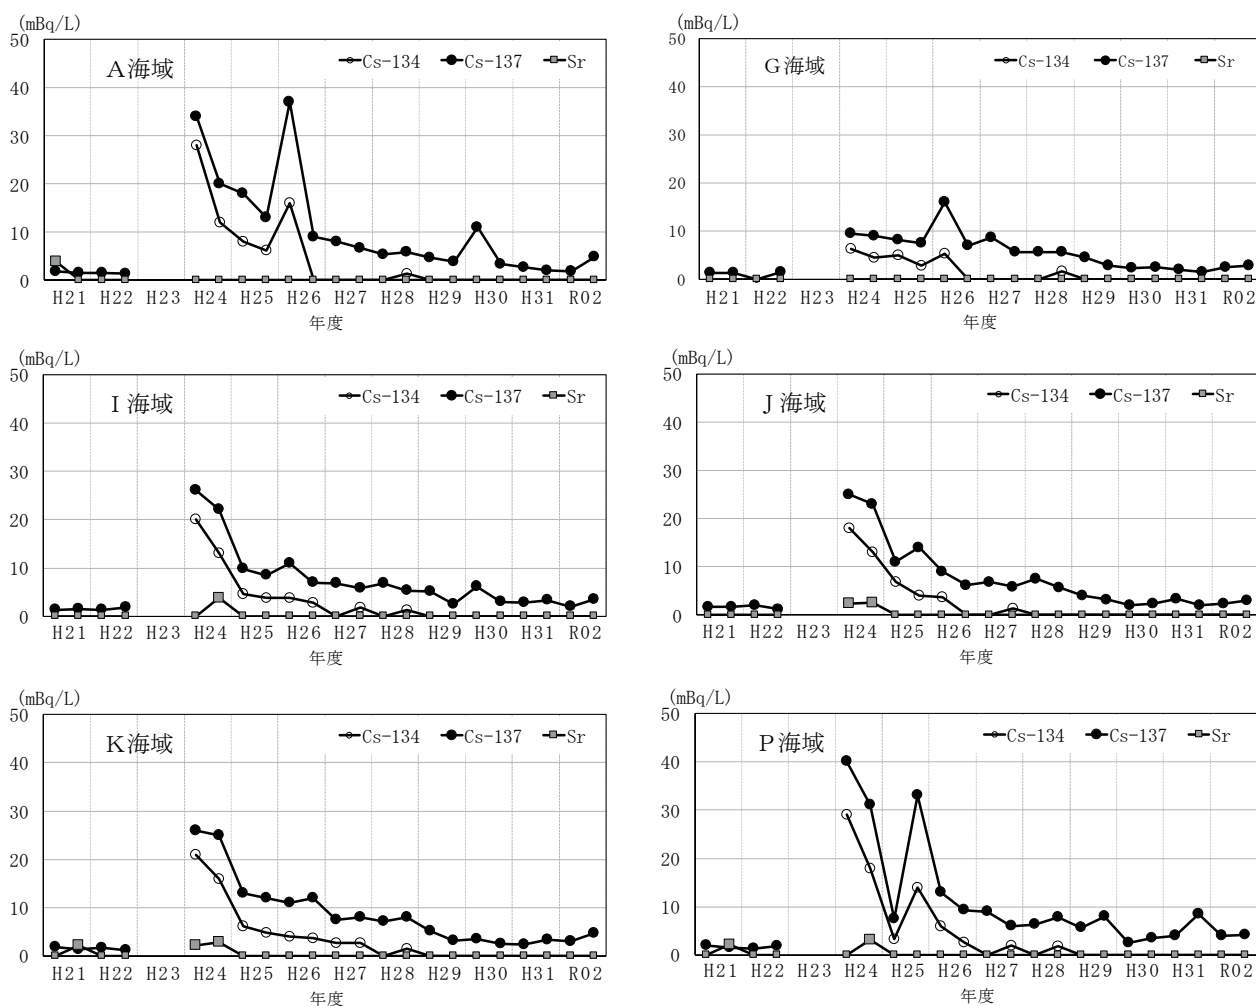 (mBq/L)
50
40
30
20
10
0
A海域
Cs-134 Cs-137 Sr
H21 H22 H23 H24 H25 H26 H27 H28 H29 H30 H31 R02
年度
(mBq/L)
50
40
30
20
10
0
G海域
Cs-134 Cs-137 Sr
H21 H22 H23 H24 H25 H26 H27 H28 H29 H30 H31 R02
年度
(mBq/L)
50
40
30
20
10
0
I海域
Cs-134 Cs-137 Sr
H21 H22 H23 H24 H25 H26 H27 H28 H29 H30 H31 R02
年度
(mBq/L)
50
40
30
20
10
0
J海域
Cs-134 Cs-137 Sr
H21 H22 H23 H24 H25 H26 H27 H28 H29 H30 H31 R02
年度
(mBq/L)
50
40
30
20
10
0
K海域
Cs-134 Cs-137 Sr
H21 H22 H23 H24 H25 H26 H27 H28 H29 H30 H31 R02
年度
(mBq/L)
50
40
30
20
10
0
P海域
Cs-134 Cs-137 Sr
H21 H22 H23 H24 H25 H26 H27 H28 H29 H30 H31 R02
年度